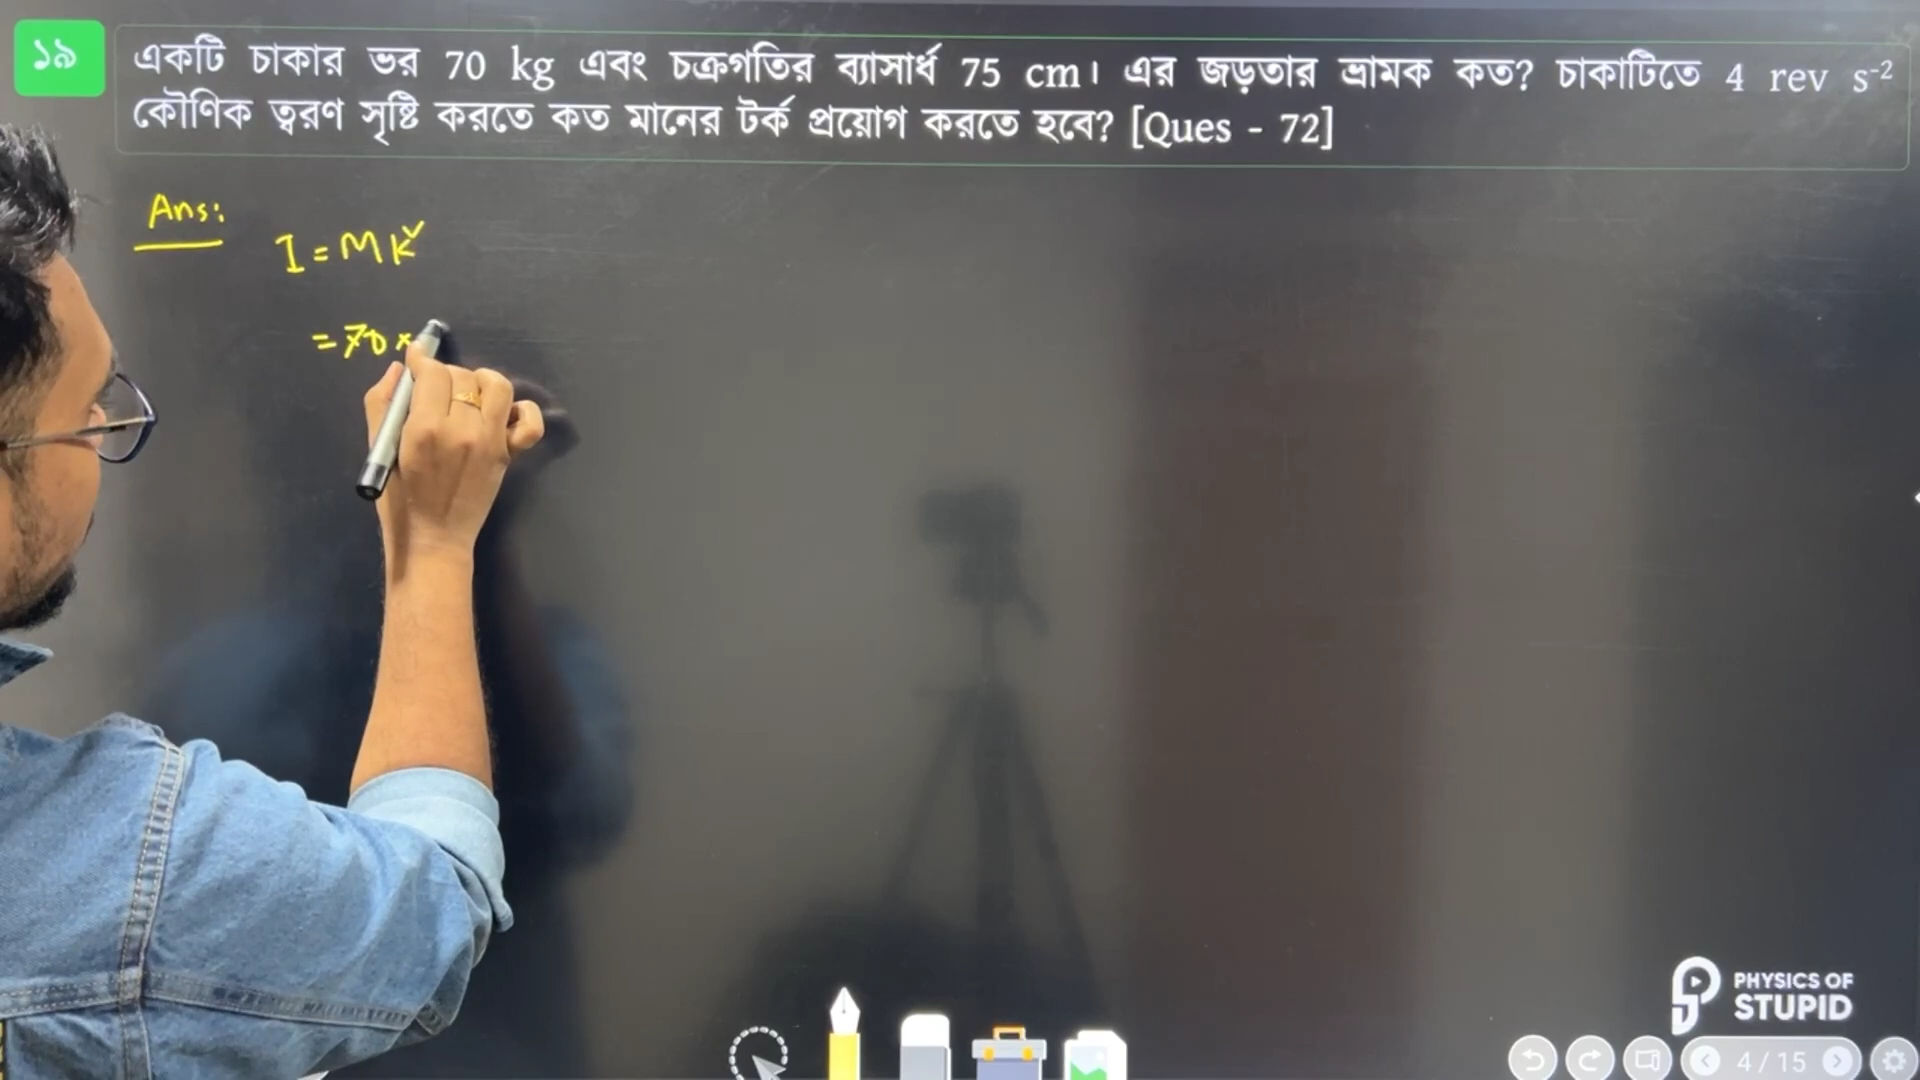 ১৯
একটি চাকার ভর 70 kg এবং চক্রগতির ব্যাসার্ধ 75 cm। এর জড়তার ভ্রামক কত? চাকাটিতে 4 rev s⁻²
কৌণিক ত্বরণ সৃষ্টি করতে কত মানের টর্ক প্রয়োগ করতে হবে? [Ques - 72]
Ans:
I = MK²
= 70 ×
PHYSICS OF
STUPID
4 / 15